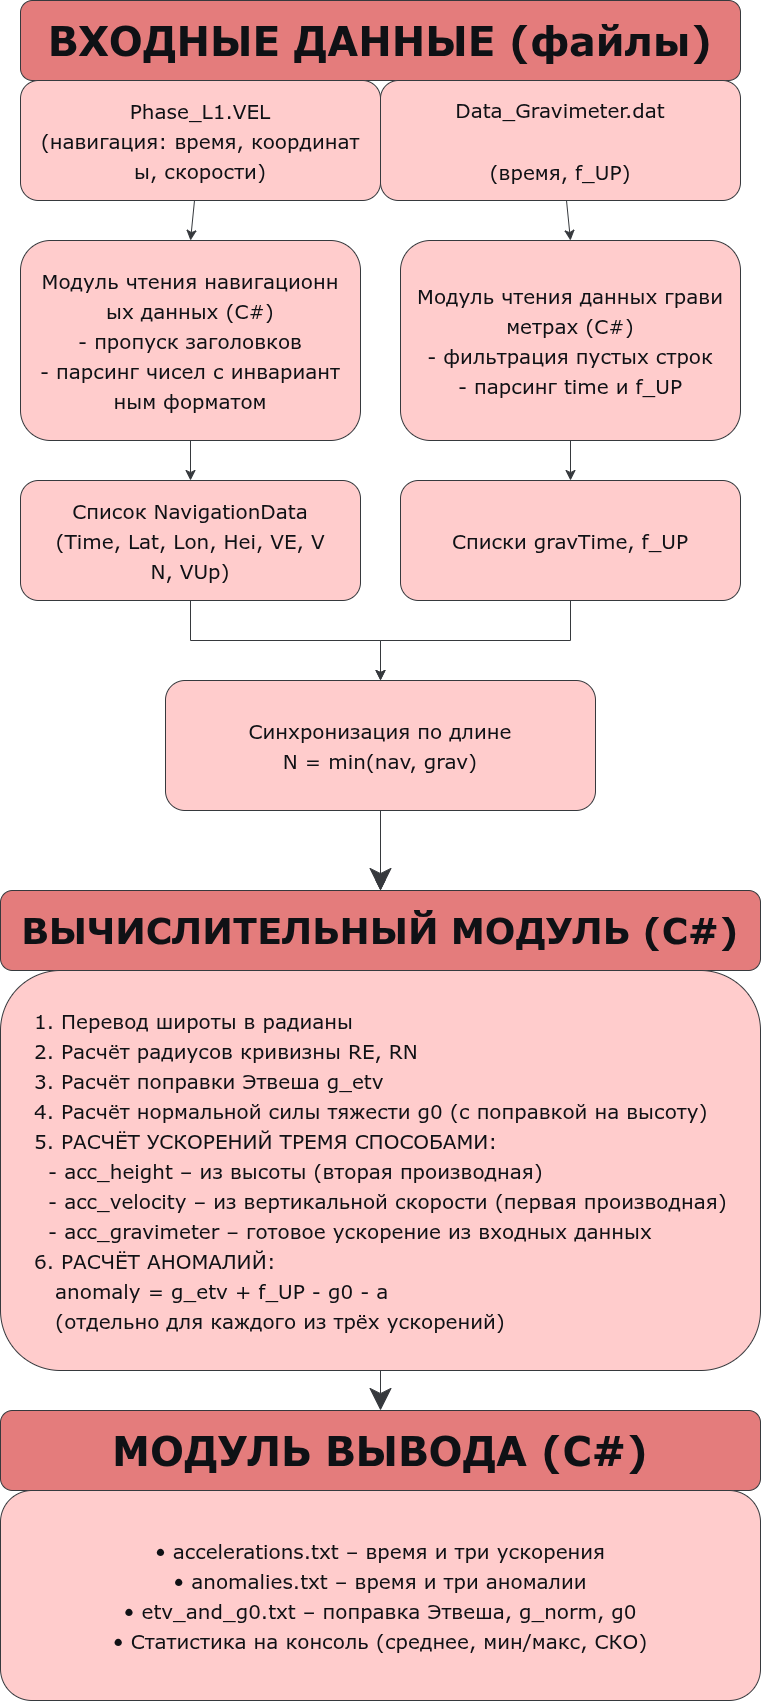 ВХОДНЫЕ ДАННЫЕ (файлы)
Phase_L1.VEL
(навигация: время, координат
ы, скорости)
Data_Gravimeter.dat
(время, f_UP)
Модуль чтения навигационн
ых данных (C#)
- пропуск заголовков
- парсинг чисел с инвариант
ным форматом
Модуль чтения данных грави
метрах (C#)
- фильтрация пустых строк
- парсинг time и f_UP
Список NavigationData
(Time, Lat, Lon, Hei, VE, V
N, VUp)
Списки gravTime, f_UP
Синхронизация по длине
N = min(nav, grav)
ВЫЧИСЛИТЕЛЬНЫЙ МОДУЛЬ (C#)
1. Перевод широты в радианы
2. Расчёт радиусов кривизны RE, RN
3. Расчёт поправки Этвеша g_etv
4. Расчёт нормальной силы тяжести g0 (с поправкой на высоту)
5. РАСЧЁТ УСКОРЕНИЙ ТРЕМЯ СПОСОБАМИ:
- acc_height – из высоты (вторая производная)
- acc_velocity – из вертикальной скорости (первая производная)
- acc_gravimeter – готовое ускорение из входных данных
6. РАСЧЁТ АНОМАЛИЙ:
anomaly = g_etv + f_UP - g0 - a
(отдельно для каждого из трёх ускорений)
МОДУЛЬ ВЫВОДА (C#)
• accelerations.txt – время и три ускорения
• anomalies.txt – время и три аномалии
• etv_and_g0.txt – поправка Этвеша, g_norm, g0
• Статистика на консоль (среднее, мин/макс, СКО)